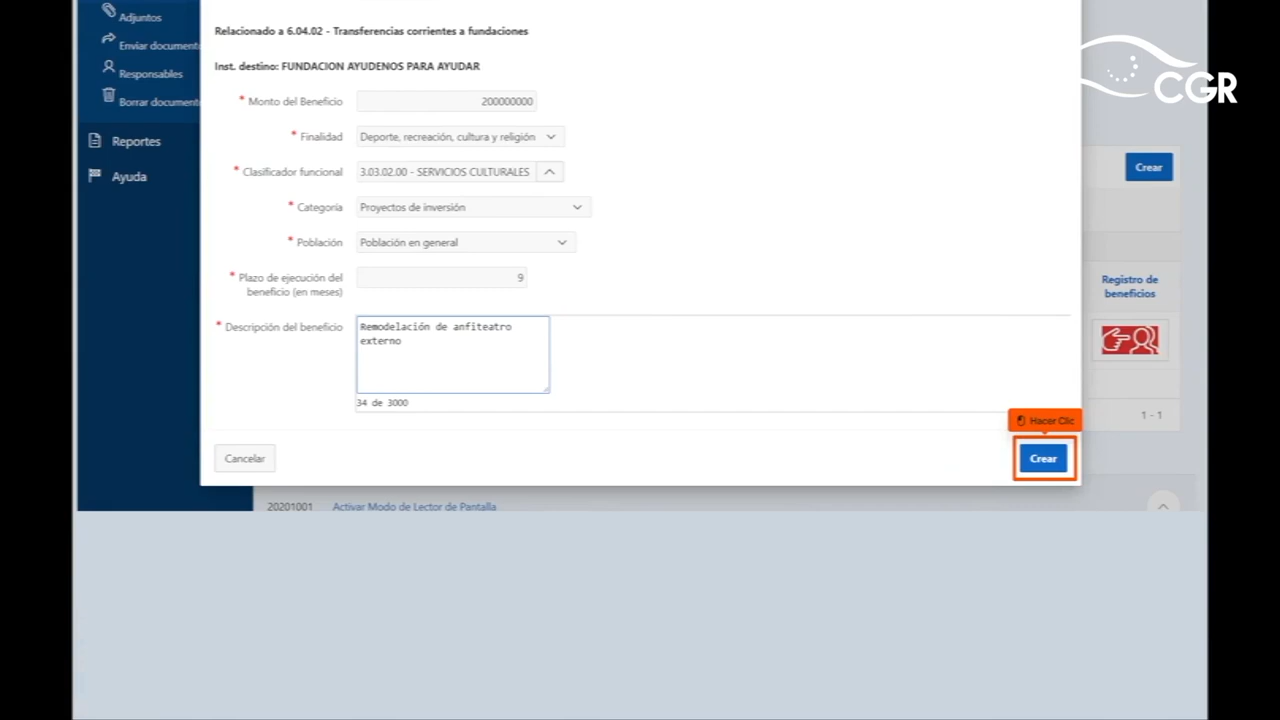 Adjuntos
Enviar document
Responsables
Borrar document
Reportes
Ayuda
Relacionado a 6.04.02 - Transferencias corrientes a fundaciones
Inst. destino: FUNDACION AYUDENOS PARA AYUDAR
* Monto del Beneficio 200000000
* Finalidad Deporte, recreación, cultura y religión
* Clasificador funcional 3.03.02.00 - SERVICIOS CULTURALES
* Categoría Proyectos de inversión
* Población Población en general
* Plazo de ejecución del 9
beneficio (en meses)
* Descripción del beneficio Remodelación de anfiteatro
externo
34 de 3000
Hacer Clic
Cancelar Crear
CGR
Crear
Registro de
beneficios
1 - 1
20201001 Activar Modo de Lector de Pantalla